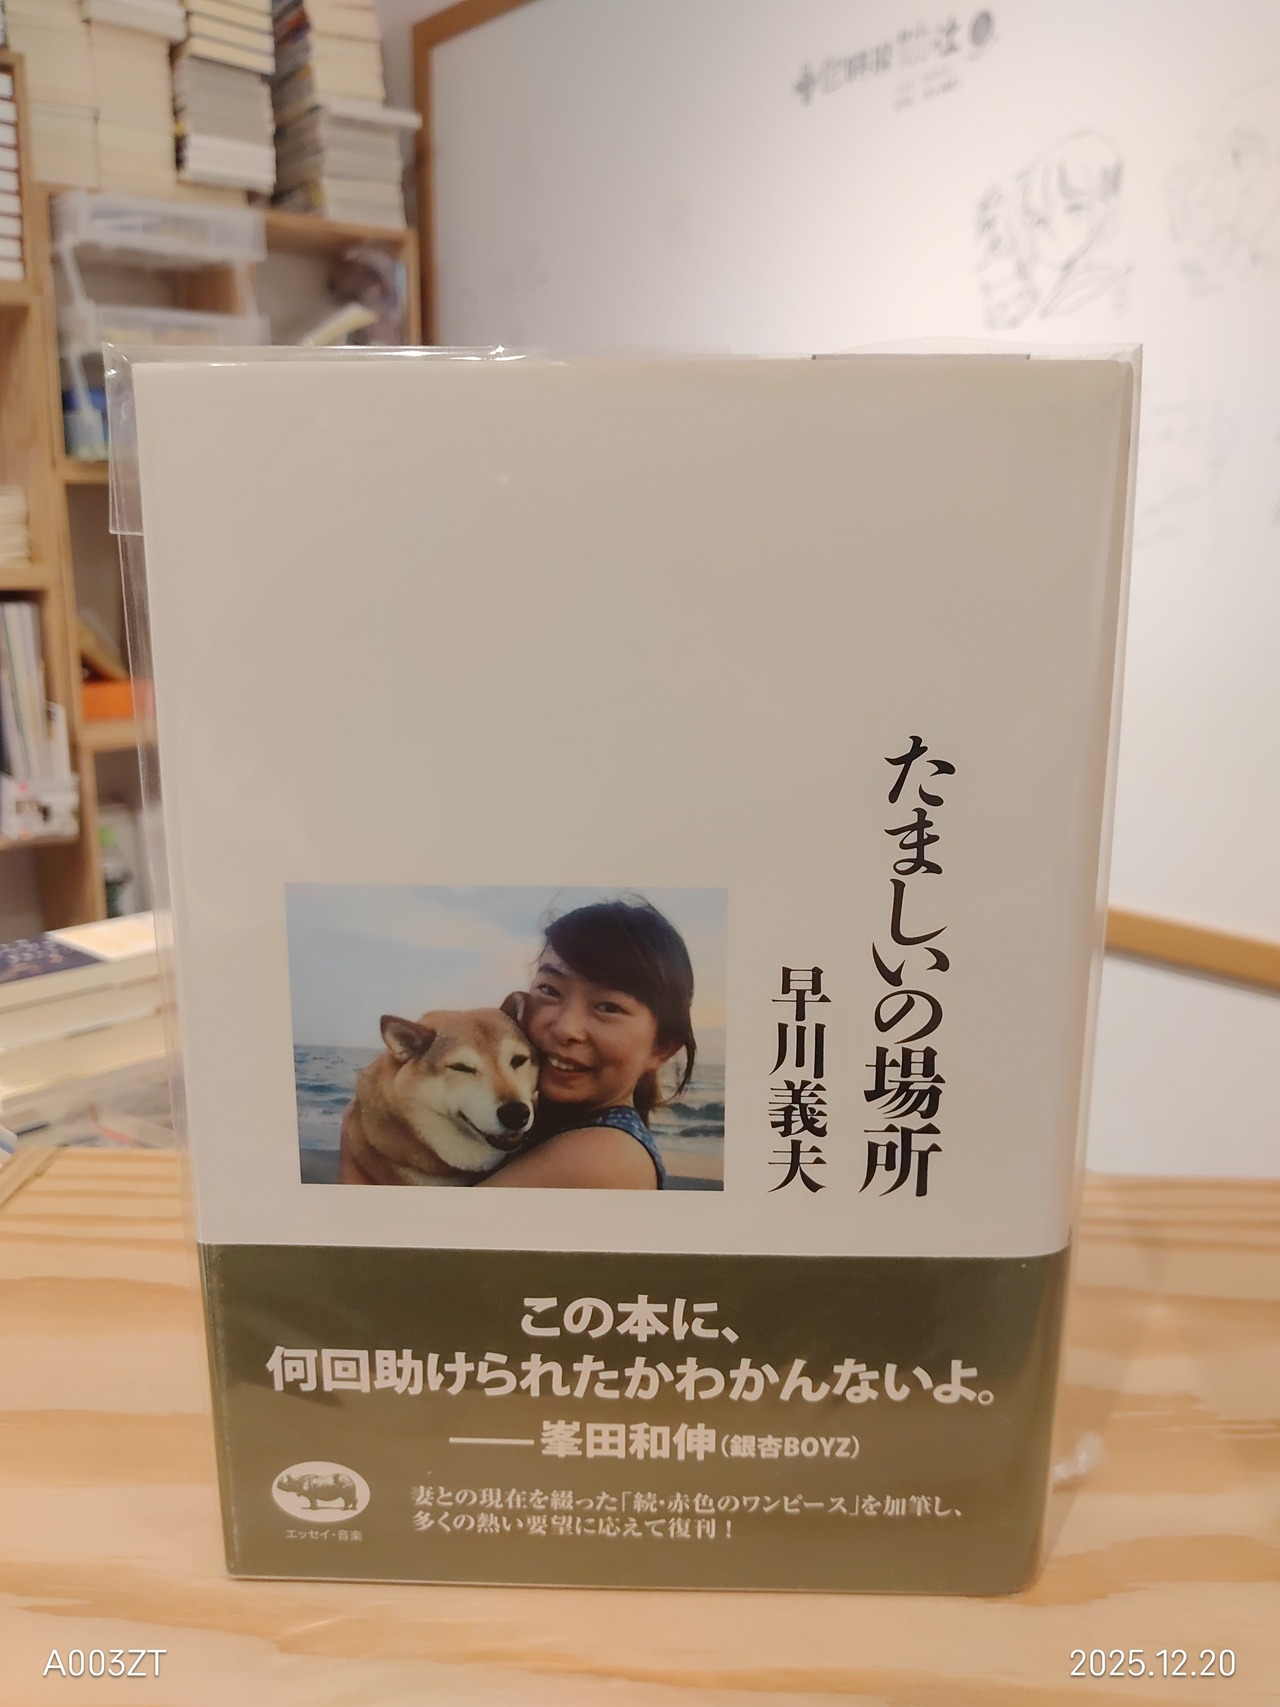 たましいの場所
早川義夫
この本に、
何回助けられたかわかんないよ。
――峯田和伸(銀杏BOYZ)
妻との現在を綴った「続・赤色のワンピース」を加筆し、
多くの熱い要望に応えて復刊!
エッセイ・音楽
A003ZT
2025.12.20